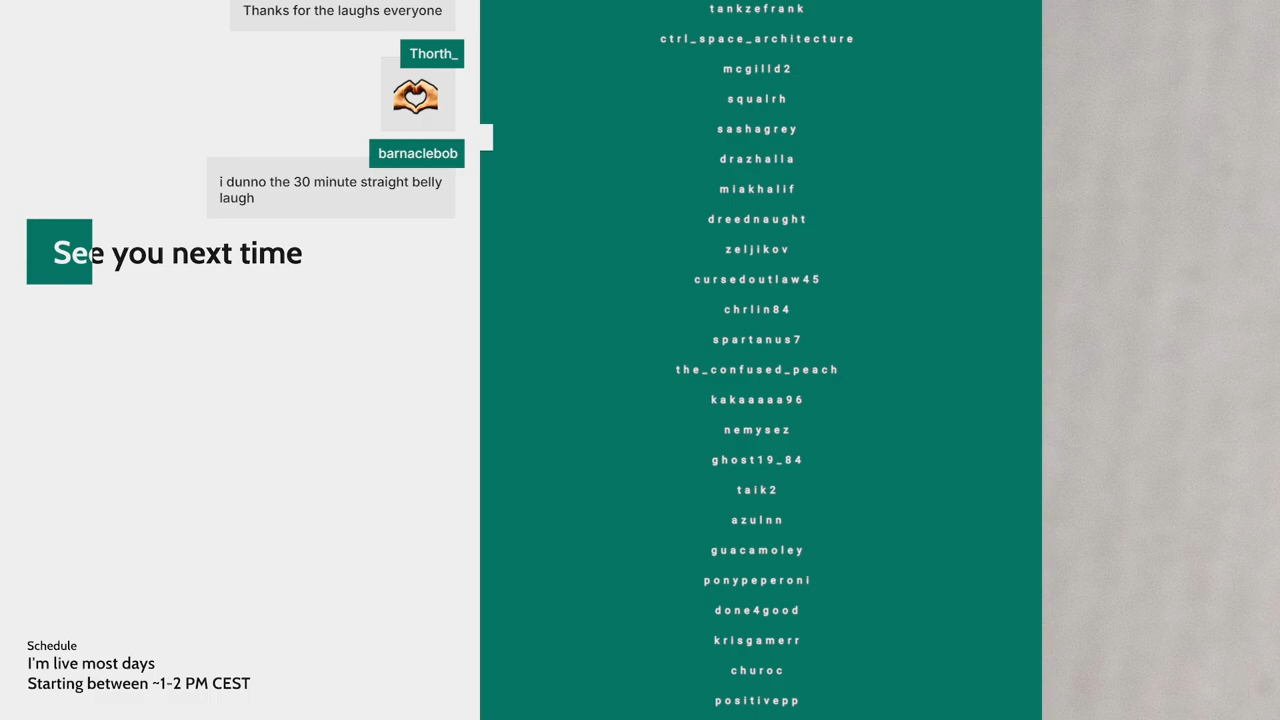 Thanks for the laughs everyone
Thorth_
barnaclebob
i dunno the 30 minute straight belly
laugh
See you next time
Schedule
I'm live most days
Starting between ~1-2 PM CEST
tankzefrank
ctrl_space_architecture
mcgilld2
squalrh
sashagrey
drazhalla
miakhalif
dreednaught
zeljikov
cursedoutlaw45
chrlin84
spartanus7
the_confused_peach
kakaaaaa96
nemysez
ghost19_84
taik2
azulnn
guacamoley
ponypeperoni
done4good
krisgamerr
churoc
positivepp